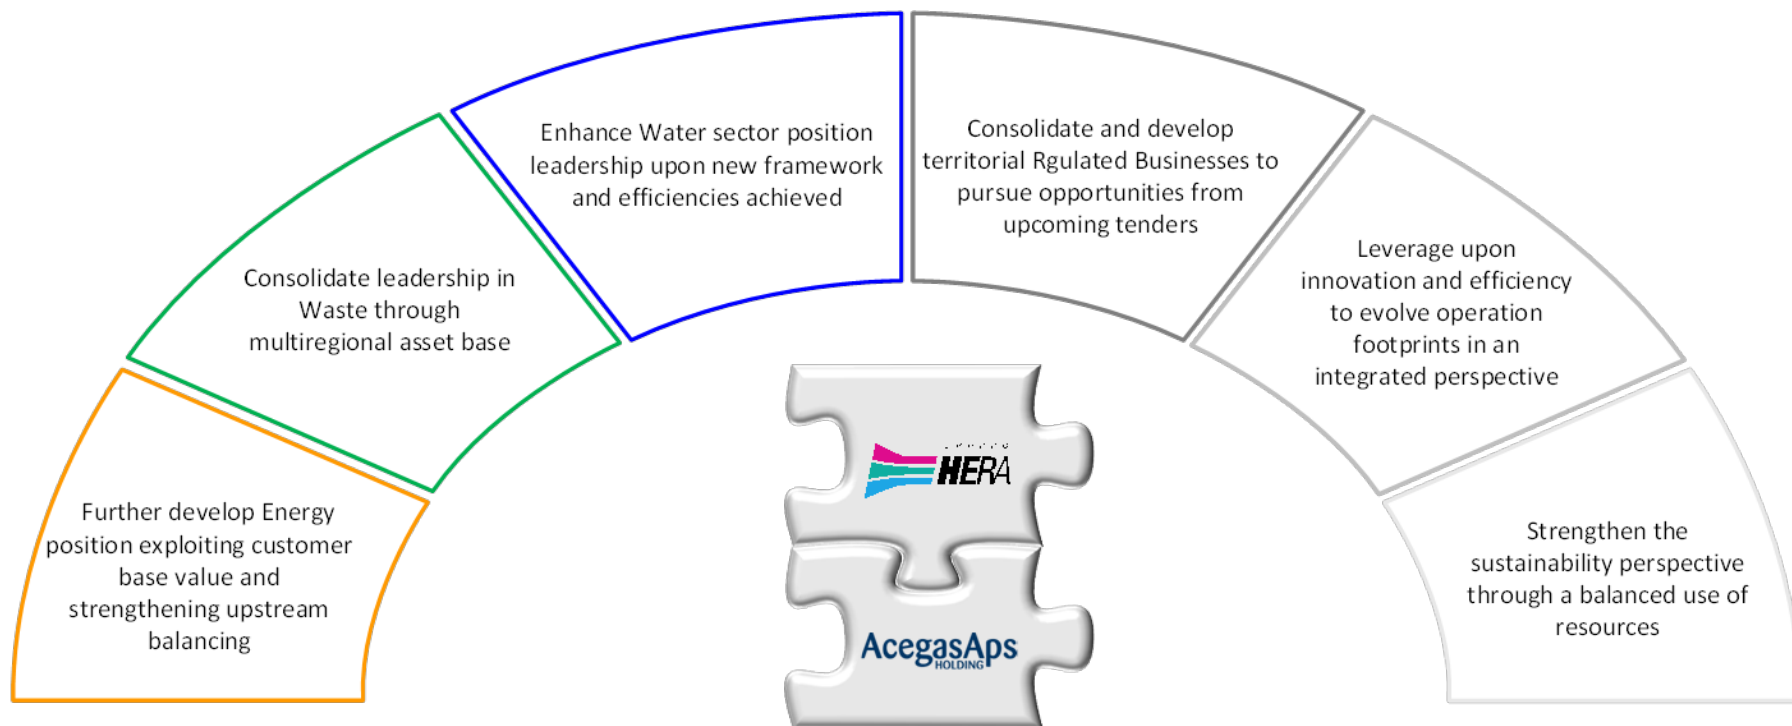 Further develop Energy
position exploiting customer
base value and
strengthening upstream
balancing
Consolidate leadership in
Waste through
multiregional asset base
Enhance Water sector position
leadership upon new framework
and efficiencies achieved
Consolidate and develop
territorial Rgulated Businesses to
pursue opportunities from
upcoming tenders
Leverage upon
innovation and efficiency
to evolve operation
footprints in an
integrated perspective
Strengthen the
sustainability perspective
through a balanced use of
resources
HERA
AcegasAps
HOLDING